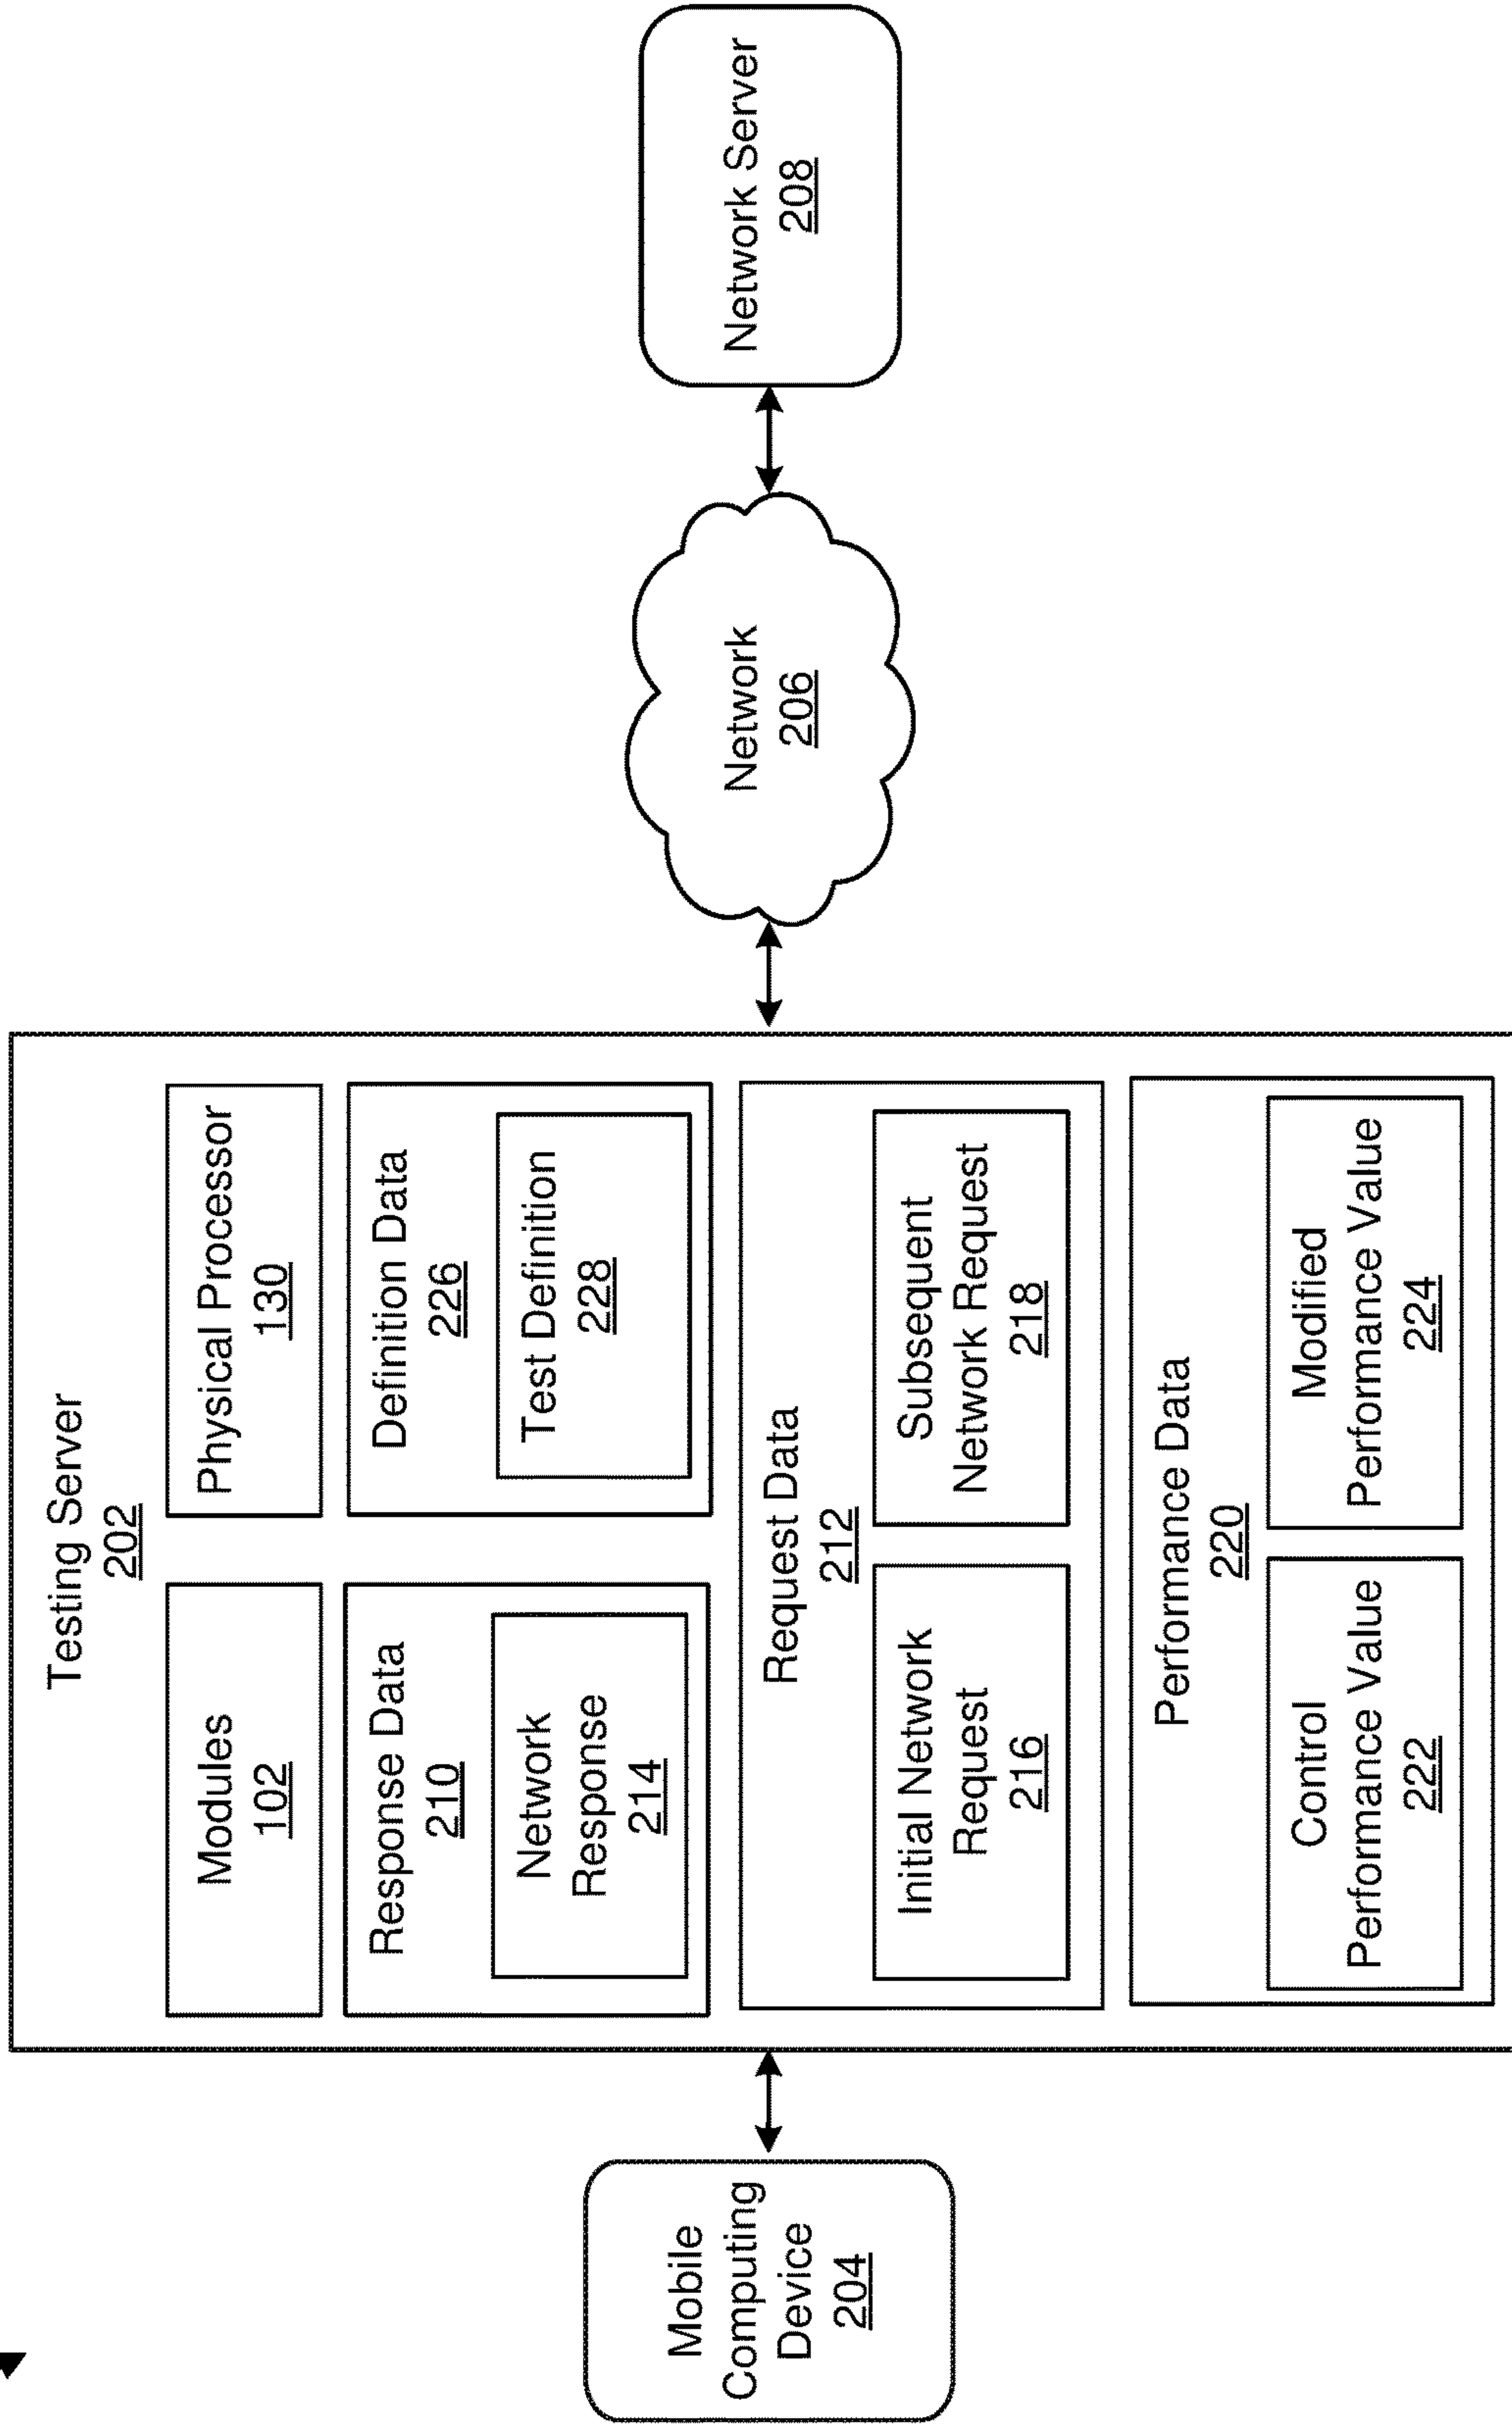 Testing Server
202
Modules
102
Physical Processor
130
Response Data
210
Network
Response
214
Definition Data
226
Test Definition
228
Request Data
212
Initial Network
Request
216
Subsequent
Network Request
218
Performance Data
220
Control
Performance Value
222
Modified
Performance Value
224
Mobile
Computing
Device
204
Network
206
Network Server
208